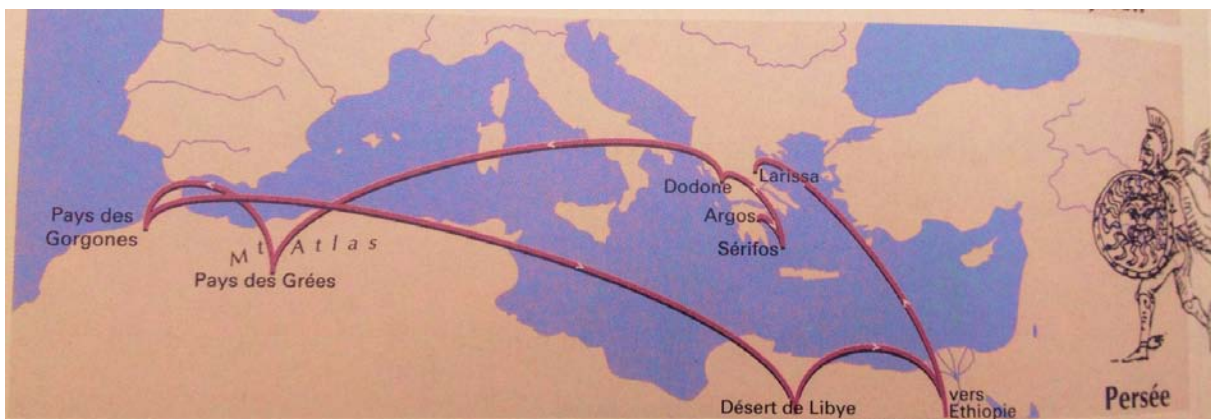 Dodone
Larissa
Argos
Sérifos
Pays des
Gorgones
Mt Atlas
Pays des Grées
Désert de Libye
vers
Ethiopie
Persée